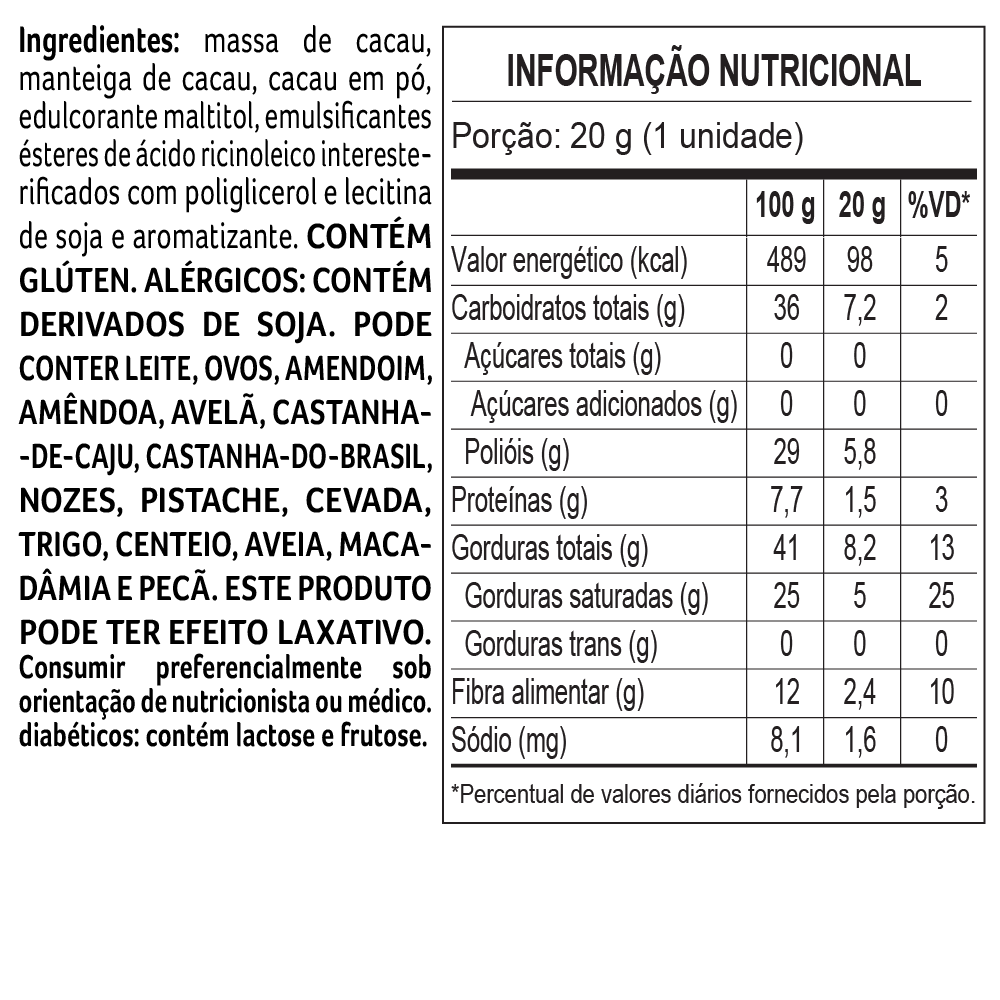 Ingredientes: massa de cacau,
manteiga de cacau, cacau em pó,
edulcorante maltitol, emulsificantes
ésteres de ácido ricinoleico intereste-
rificados com poliglicerol e lecitina
de soja e aromatizante. CONTÉM
GLÚTEN. ALÉRGICOS: CONTÉM
DERIVADOS DE SOJA. PODE
CONTER LEITE, OVOS, AMENDOIM,
AMÊNDOA, AVELÃ, CASTANHA-
-DE-CAJU, CASTANHA-DO-BRASIL,
NOZES, PISTACHE, CEVADA,
TRIGO, CENTEIO, AVEIA, MACA-
DÂMIA E PECÃ. ESTE PRODUTO
PODE TER EFEITO LAXATIVO.
Consumir preferencialmente sob
orientação de nutricionista ou médico.
diabéticos: contém lactose e frutose.
INFORMAÇÃO NUTRICIONAL
Porção: 20 g (1 unidade)
100 g 20 g %VD*
Valor energético (kcal) 489 98 5
Carboidratos totais (g) 36 7,2 2
Açúcares totais (g) 0 0
Açúcares adicionados (g) 0 0 0
Polióis (g) 29 5,8
Proteínas (g) 7,7 1,5 3
Gorduras totais (g) 41 8,2 13
Gorduras saturadas (g) 25 5 25
Gorduras trans (g) 0 0 0
Fibra alimentar (g) 12 2,4 10
Sódio (mg) 8,1 1,6 0
*Percentual de valores diários fornecidos pela porção.